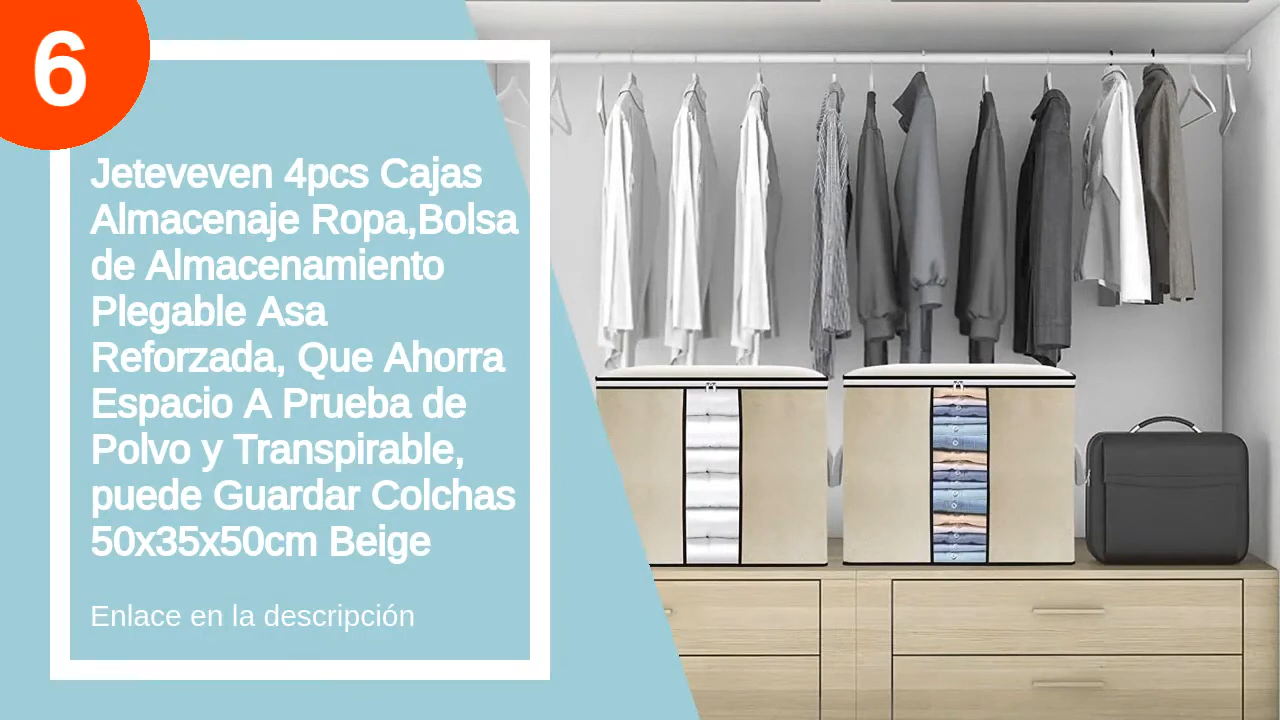 6
Jeteveven 4pcs Cajas
Almacenaje Ropa,Bolsa
de Almacenamiento
Plegable Asa
Reforzada, Que Ahorra
Espacio A Prueba de
Polvo y Transpirable,
puede Guardar Colchas
50x35x50cm Beige
Enlace en la descripción